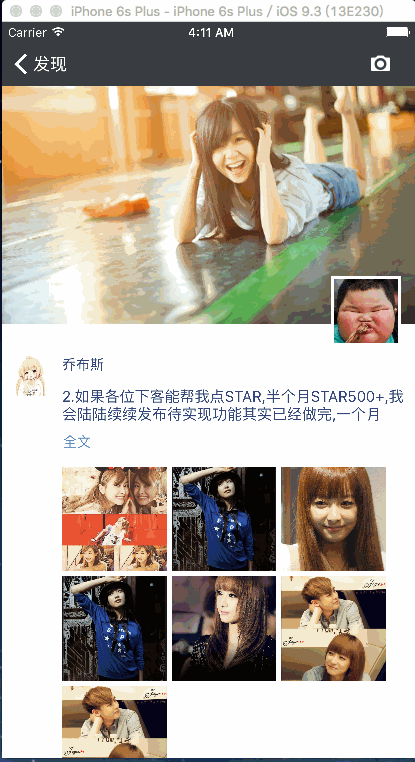 iPhone 6s Plus - iPhone 6s Plus / iOS 9.3 (13E230)
Carrier 4:11 AM
发现
乔布斯
2.如果各位下客能帮我点STAR,半个月STAR500+,我
会陆陆续续发布待实现功能其实已经做完,一个月
全文